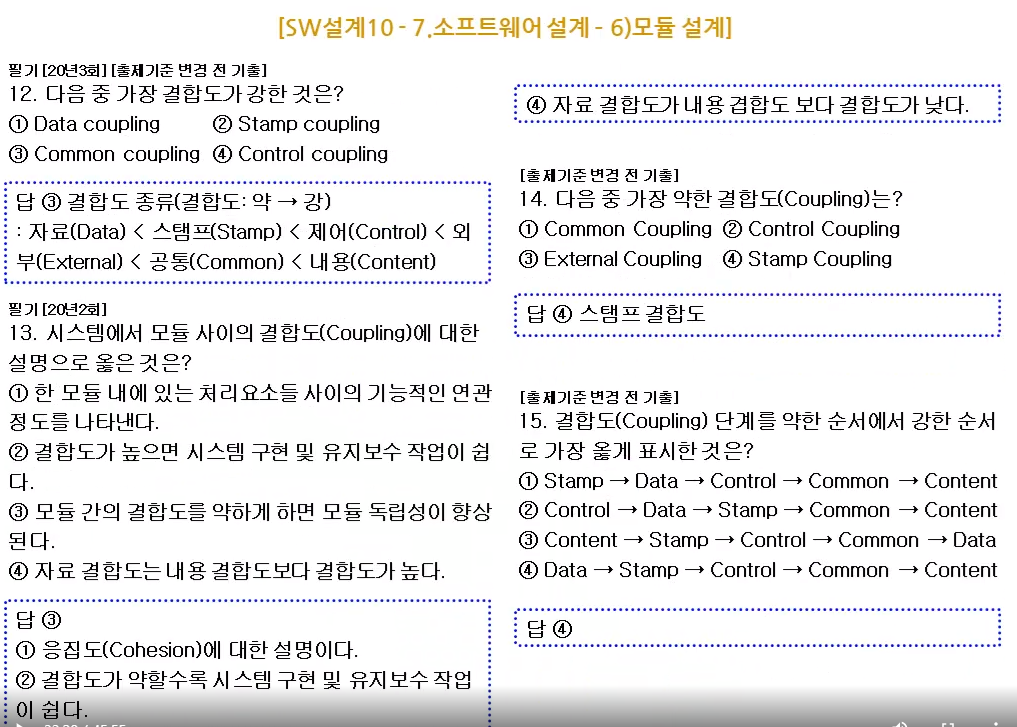 [SW설계10 - 7.소프트웨어 설계 - 6)모듈 설계]
필기[20년3회][출제기준 변경 전 기출]
12. 다음 중 가장 결합도가 강한 것은?
① Data coupling ② Stamp coupling
③ Common coupling ④ Control coupling
답 ③ 결합도 종류(결합도: 약 → 강)
: 자료(Data) < 스탬프(Stamp) < 제어(Control) < 외
부(External) < 공통(Common) < 내용(Content)
필기[20년2회]
13. 시스템에서 모듈 사이의 결합도(Coupling)에 대한
설명으로 옳은 것은?
① 한 모듈 내에 있는 처리요소들 사이의 기능적인 연관
정도를 나타낸다.
② 결합도가 높으면 시스템 구현 및 유지보수 작업이 쉽
다.
③ 모듈 간의 결합도를 약하게 하면 모듈 독립성이 향상
된다.
④ 자료 결합도는 내용 결합도보다 결합도가 높다.
답 ③
① 응집도(Cohesion)에 대한 설명이다.
② 결합도가 약할수록 시스템 구현 및 유지보수 작업
이 쉽다.
④ 자료 결합도가 내용 겹합도 보다 결합도가 낮다.
[출제기준 변경 전 기출]
14. 다음 중 가장 약한 결합도(Coupling)는?
① Common Coupling ② Control Coupling
③ External Coupling ④ Stamp Coupling
답 ④ 스탬프 결합도
[출제기준 변경 전 기출]
15. 결합도(Coupling) 단계를 약한 순서에서 강한 순서
로 가장 옳게 표시한 것은?
① Stamp → Data → Control → Common → Content
② Control → Data → Stamp → Common → Content
③ Content → Stamp → Control → Common → Data
④ Data → Stamp → Control → Common → Content
답 ④